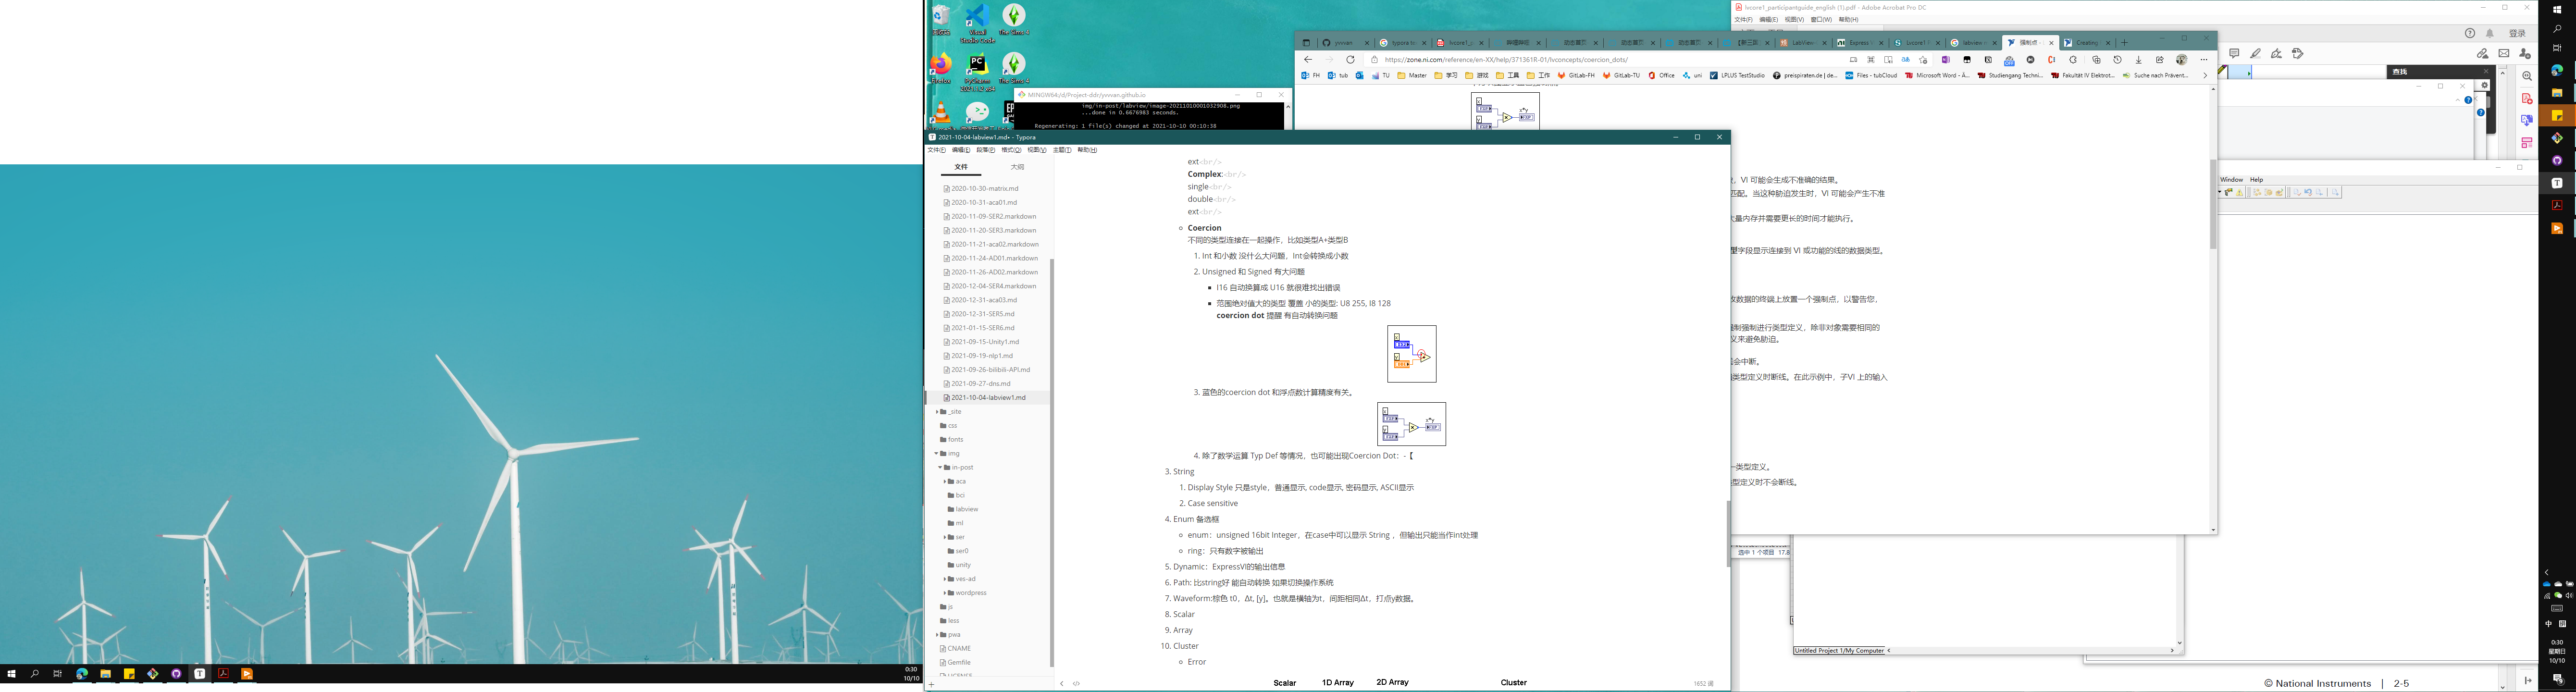 Visual Studio Code
The Sims 4
Firefox
The Sims 4
MINGW64:/d/Project-ddr/yvvvan.github.io
img/in-post/labview/image-20211010001032908.png
...done in 0.6676983 seconds.
Regenerating: 1 file(s) changed at 2021-10-10 00:10:38
2021-10-04-labview1.md• - Typora
文件(F) 编辑(E) 段落(P) 格式(O) 视图(V) 主题(T) 帮助(H)
文件 大纲
2020-10-30-matrix.md
2020-10-31-aca01.md
2020-11-09-SER2.markdown
2020-11-20-SER3.markdown
2020-11-21-aca02.markdown
2020-11-24-AD01.markdown
2020-11-26-AD02.markdown
2020-12-04-SER4.markdown
2020-12-31-aca03.md
2020-12-31-SER5.md
2021-01-15-SER6.md
2021-09-15-Unity1.md
2021-09-19-nlp1.md
2021-09-26-bilibili-API.md
2021-09-27-dns.md
2021-10-04-labview1.md
_site
css
fonts
img
in-post
aca
bci
labview
ml
ser
ser0
unity
ves-ad
wordpress
js
less
pwa
CNAME
Gemfile
ext<br/>
Complex:<br/>
single<br/>
double<br/>
ext<br/>
Coercion
不同的类型连接在一起操作，比如类型A+类型B
1. Int 和小数 没什么大问题，Int会转换成小数
2. Unsigned 和 Signed 有大问题
I16 自动换算成 U16 就很难找出错误
范围绝对值大的类型 覆盖 小的类型: U8 255, I8 128
coercion dot 提醒 有自动转换问题
3. 蓝色的coercion dot 和浮点数计算精度有关。
x*y
4. 除了数学运算 Typ Def 等情况，也可能出现Coercion Dot：-【
3. String
1. Display Style 只是style，普通显示, code显示, 密码显示, ASCII显示
2. Case sensitive
4. Enum 备选框
enum：unsigned 16bit Integer，在case中可以显示 String ，但输出只能当作int处理
ring：只有数字被输出
5. Dynamic：ExpressVI的输出信息
6. Path: 比string好 能自动转换 如果切换操作系统
7. Waveform:棕色 t0，Δt, [y]。也就是横轴为t，间距相同Δt，打点y数据。
8. Scalar
9. Array
10. Cluster
Error
Scalar 1D Array 2D Array Cluster
1652 词
0:30
10/10
yvvvan
https://zone.ni.com/reference/en-XX/help/371361R-01/lvconcepts/coercion_dots/
FH tub TU Master 学习 游戏 工具 工作 GitLab-FH GitLab-TU Office uni LPLUS TestStudio preispiraten.de | de... Files - tubCloud Microsoft Word - Ä... Studiengang Techni... Fakultät IV Elektrot... Suche nach Prävent...
x*y
，VI 可能会生成不准确的结果。
匹配。当这种胁迫发生时，VI 可能会产生不准
大量内存并需要更长的时间才能执行。
型字段显示连接到 VI 或功能的线的数据类型。
改数据的终端上放置一个强制点，以警告您，
强制强制进行类型定义，除非对象需要相同的
义来避免胁迫。
会中断。
类型定义时断线。在此示例中，子VI 上的输入
一类型定义。
型定义时不会断线。
lvcore1_participantguide_english (1).pdf - Adobe Acrobat Pro DC
文件(F) 编辑(E) 视图(V) 窗口(W) 帮助(H)
登录
查找
Window Help
选中 1 个项目 17.8
Untitled Project 1/My Computer
© National Instruments | 2-5
中
0:30
星期日
10/10